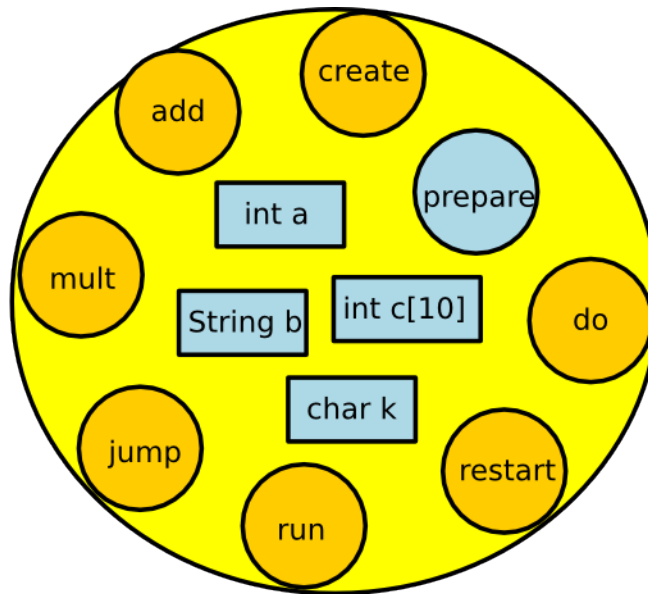 create
add
prepare
int a
mult
int c[10]
String b
do
char k
jump
restart
run